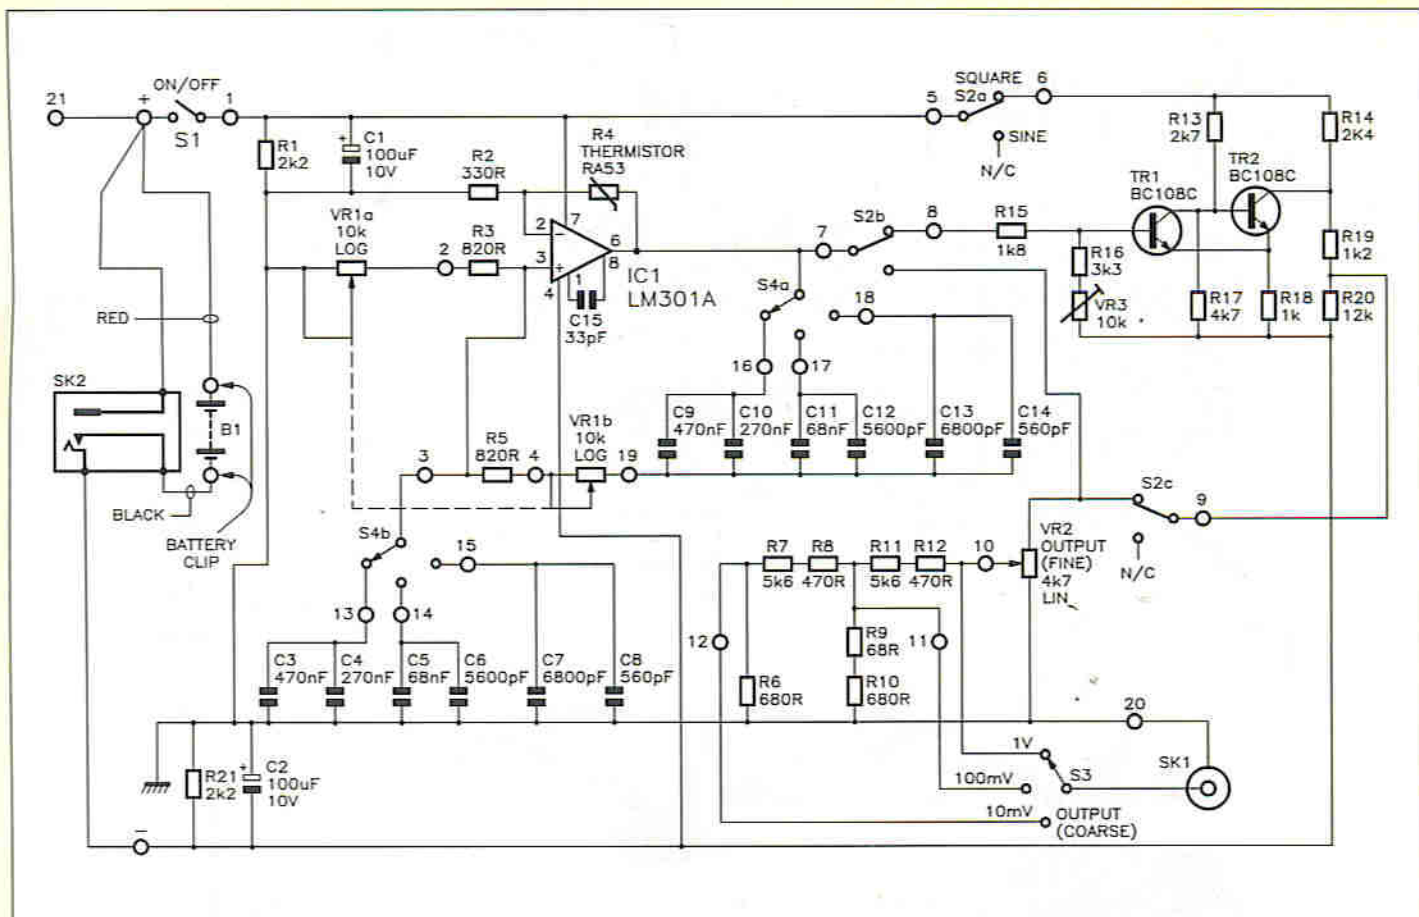 ON/OFF
21
+
1
S1
R1
2k2
C1
+
100uF
10V
R2
330R
R4
THERMISTOR
RA53
5
SQUARE
S2a
6
SINE
N/C
R13
2k7
R14
2K4
TR1
BC108C
TR2
BC108C
VR1a
10k
LOG
2
R3
820R
2
−
7
3
+
6
8
4
1
IC1
LM301A
C15
33pF
7
S2b
8
R15
1k8
R16
3k3
VR3
10k
R17
4k7
R18
1k
R19
1k2
R20
12k
S4a
18
16
17
RED
SK2
B1
BLACK
BATTERY
CLIP
C9
470nF
C10
270nF
C11
68nF
C12
5600pF
C13
6800pF
C14
560pF
3
R5
820R
4
VR1b
10k
LOG
19
S4b
15
13
14
S2c
9
N/C
VR2
OUTPUT
(FINE)
4k7
LIN
R7
5k6
R8
470R
R11
5k6
R12
470R
10
12
11
R9
68R
R6
680R
R10
680R
C3
470nF
C4
270nF
C5
68nF
C6
5600pF
C7
6800pF
C8
560pF
20
SK1
1V
100mV
10mV
S3
OUTPUT
(COARSE)
R21
2k2
C2
+
100uF
10V
−